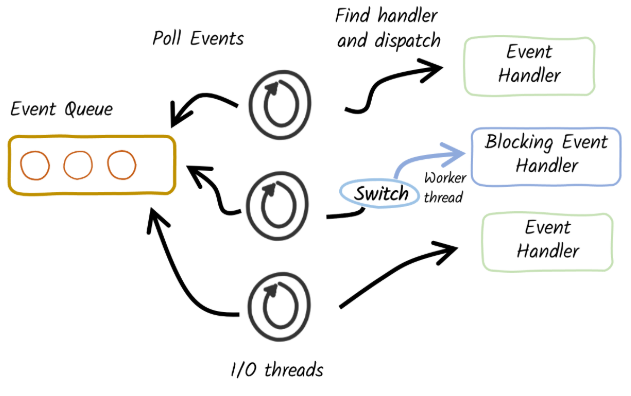 Poll Events
Find handler
and dispatch
Event
Handler
Event Queue
Blocking Event
Handler
Switch
Worker
thread
Event
Handler
I/O threads